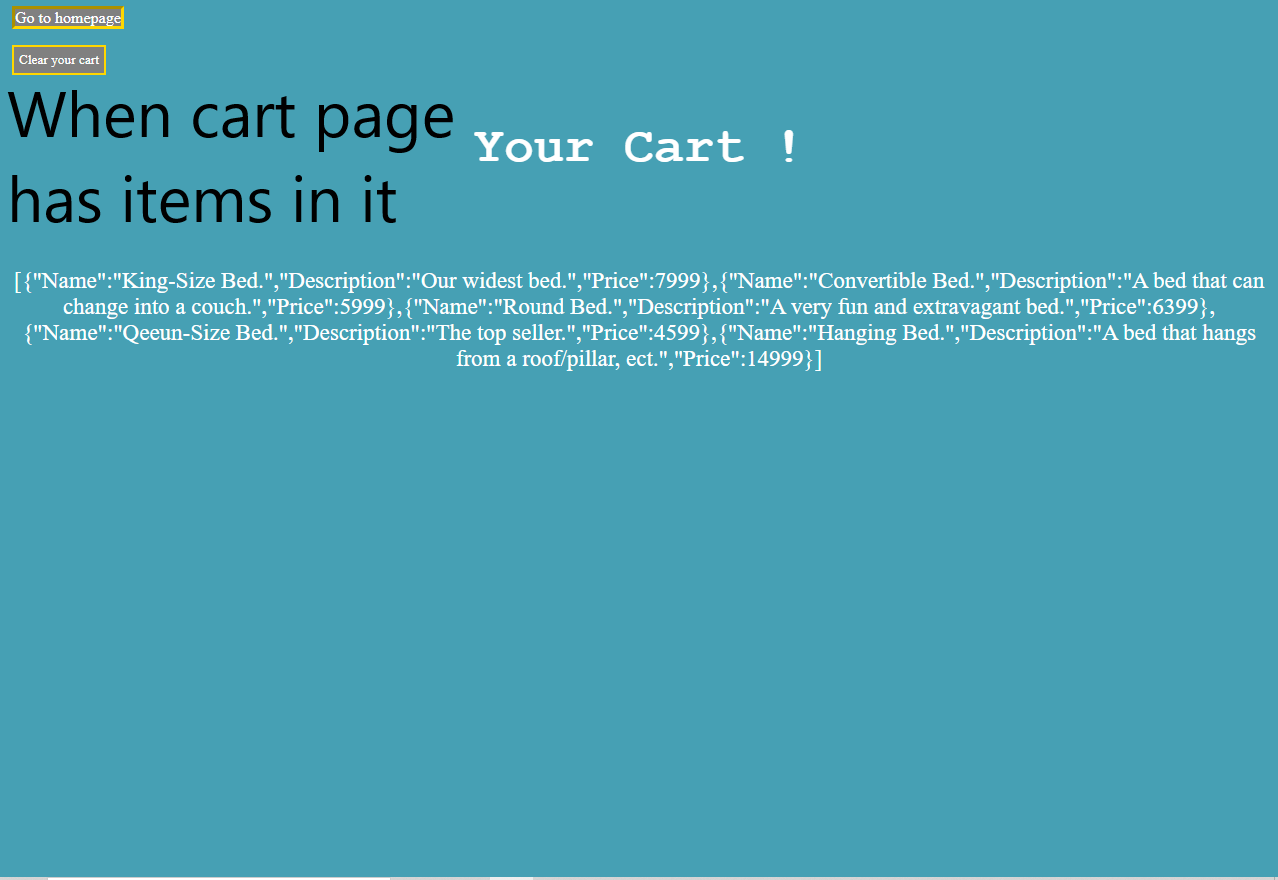 Go to homepage
Clear your cart
When cart page
has items in it
Your Cart !
[{"Name":"King-Size Bed.","Description":"Our widest bed.","Price":7999},{"Name":"Convertible Bed.","Description":"A bed that can
change into a couch.","Price":5999},{"Name":"Round Bed.","Description":"A very fun and extravagant bed.","Price":6399},
{"Name":"Qeeun-Size Bed.","Description":"The top seller.","Price":4599},{"Name":"Hanging Bed.","Description":"A bed that hangs
from a roof/pillar, ect.","Price":14999}]